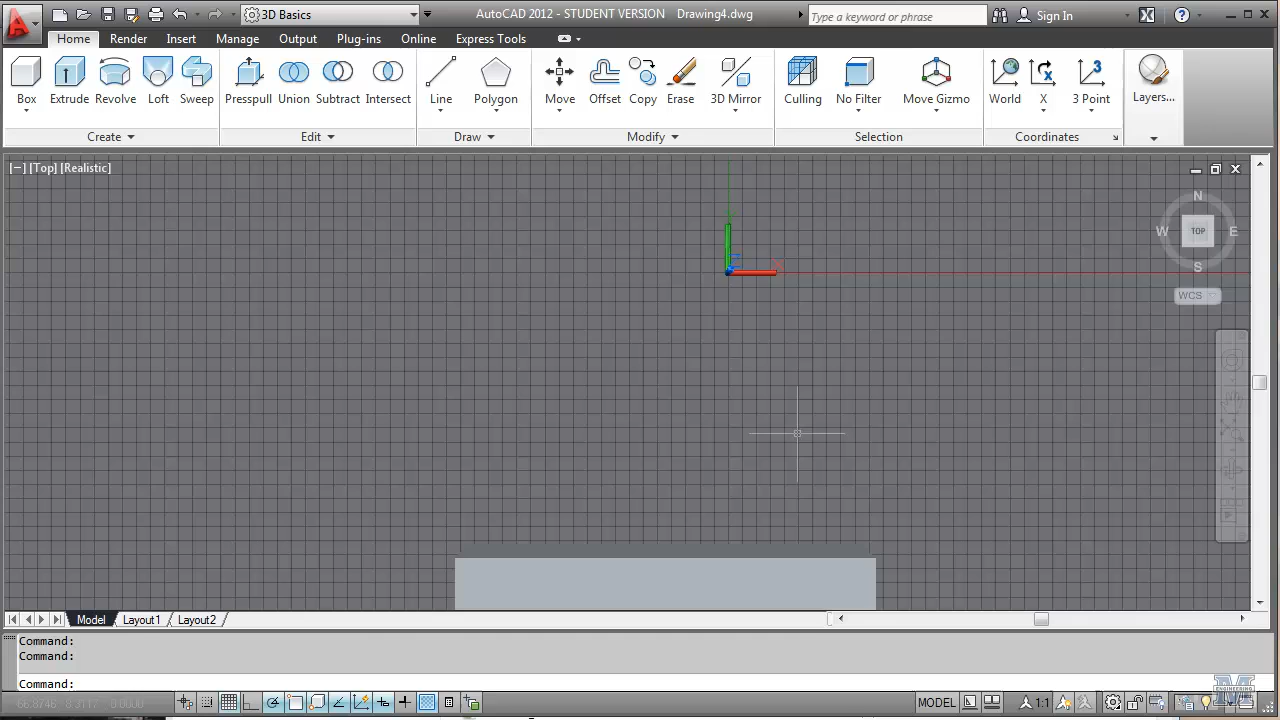 3D Basics
AutoCAD 2012 - STUDENT VERSION Drawing4.dwg
Type a keyword or phrase
Sign In
Home Render Insert Manage Output Plug-ins Online Express Tools
Box Extrude Revolve Loft Sweep Presspull Union Subtract Intersect Line Polygon Move Offset Copy Erase 3D Mirror Culling No Filter Move Gizmo World X 3 Point Layers...
Create Edit Draw Modify Selection Coordinates
[−] [Top] [Realistic]
N
W TOP E
S
WCS
X
Model Layout1 Layout2
Command:
Command:
Command:
MODEL 1:1
ENGINEERING